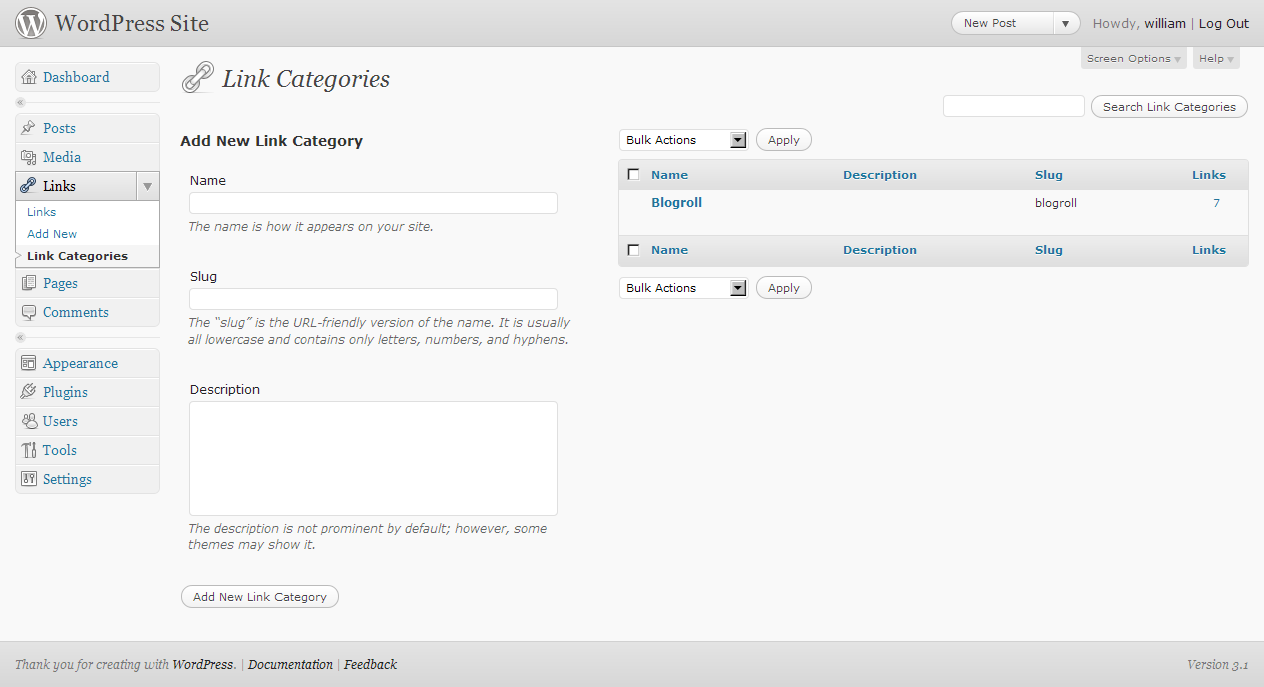 WordPress Site
New Post
Howdy, william | Log Out
Screen Options
Help
Dashboard
Posts
Media
Links
Links
Add New
Link Categories
Pages
Comments
Appearance
Plugins
Users
Tools
Settings
Link Categories
Search Link Categories
Add New Link Category
Name
The name is how it appears on your site.
Slug
The “slug” is the URL-friendly version of the name. It is usually
all lowercase and contains only letters, numbers, and hyphens.
Description
The description is not prominent by default; however, some
themes may show it.
Add New Link Category
Bulk Actions Apply
Name Description Slug Links
Blogroll blogroll 7
Name Description Slug Links
Bulk Actions Apply
Thank you for creating with WordPress. | Documentation | Feedback
Version 3.1